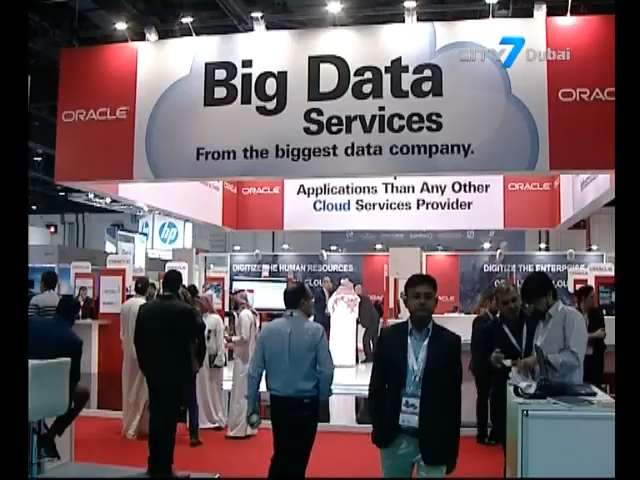 CITY7 Dubai
Big Data
Services
From the biggest data company.
ORACLE
ORACLE
ORACLE
Applications Than Any Other
Cloud Services Provider
ORACLE
hp
DIGITIZE THE HUMAN RESOURCES
DIGITIZE THE ENTERPRISE